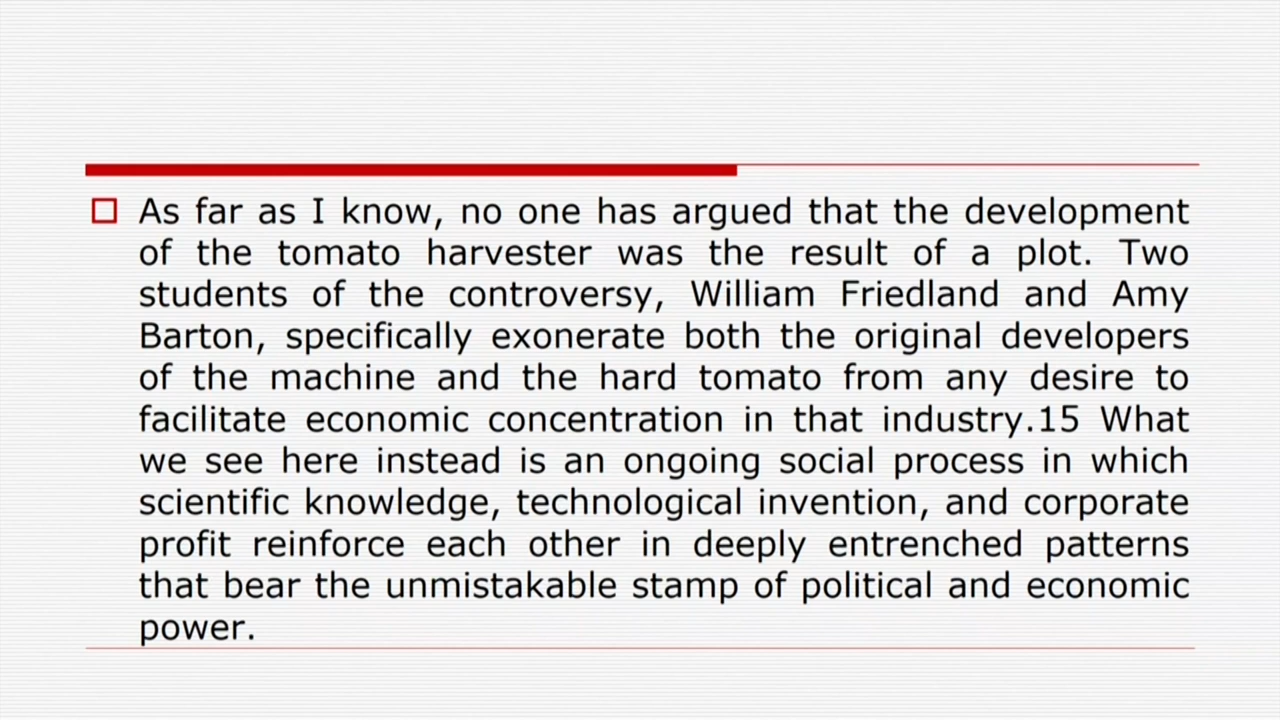 As far as I know, no one has argued that the development
of the tomato harvester was the result of a plot. Two
students of the controversy, William Friedland and Amy
Barton, specifically exonerate both the original developers
of the machine and the hard tomato from any desire to
facilitate economic concentration in that industry.15 What
we see here instead is an ongoing social process in which
scientific knowledge, technological invention, and corporate
profit reinforce each other in deeply entrenched patterns
that bear the unmistakable stamp of political and economic
power.